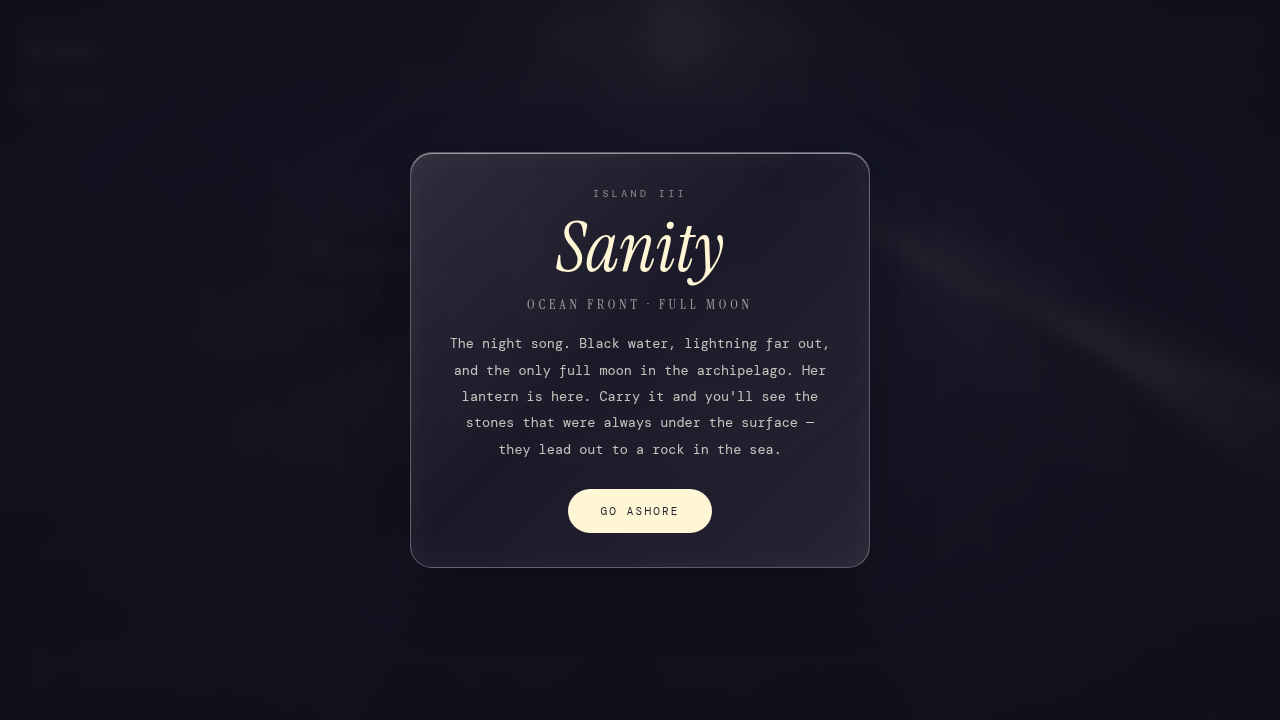 ISLAND III
Sanity
OCEAN FRONT · FULL MOON
The night song. Black water, lightning far out,
and the only full moon in the archipelago. Her
lantern is here. Carry it and you'll see the
stones that were always under the surface —
they lead out to a rock in the sea.
GO ASHORE